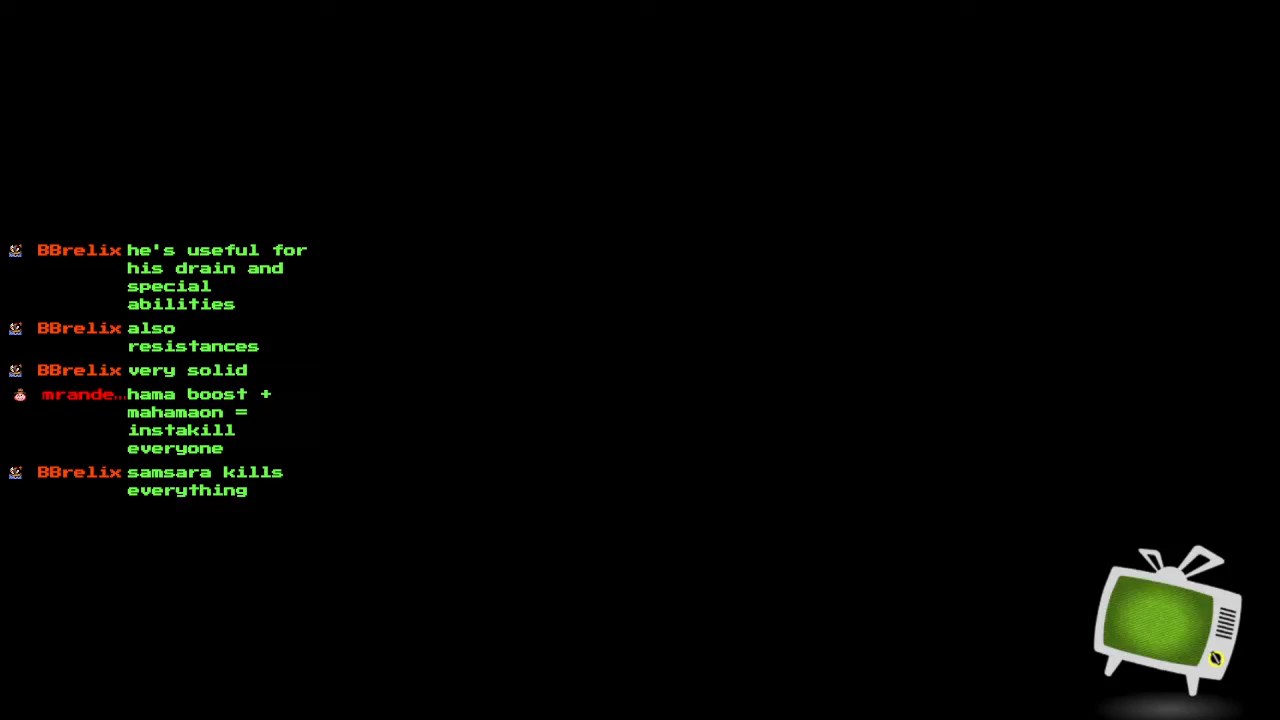 BBrelix he's useful for
his drain and
special
abilities
BBrelix also
resistances
BBrelix very solid
mrande... hama boost +
mahamaon =
instakill
everyone
BBrelix samsara kills
everything